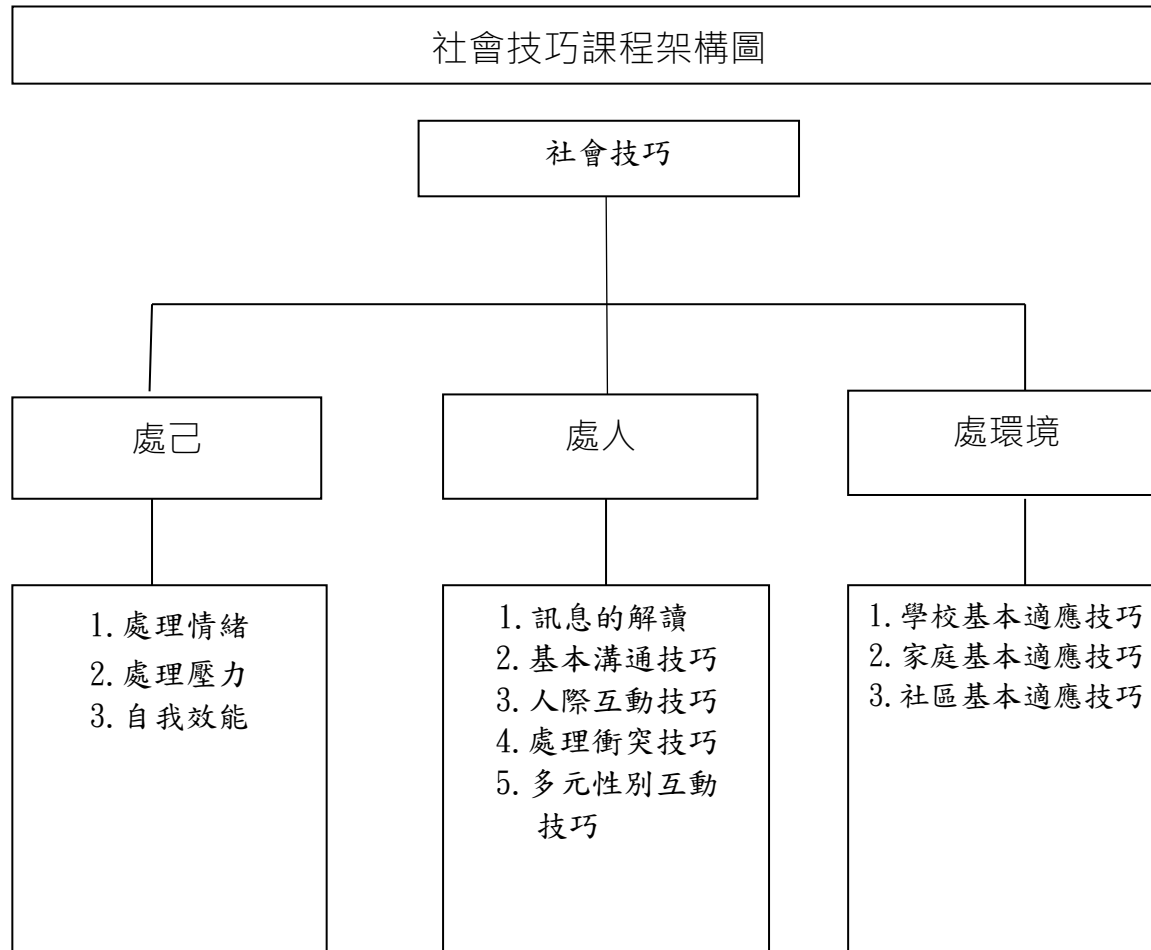 社會技巧課程架構圖
社會技巧
處己
處人
處環境
1.處理情緒
2.處理壓力
3.自我效能
1.訊息的解讀
2.基本溝通技巧
3.人際互動技巧
4.處理衝突技巧
5.多元性別互動
技巧
1.學校基本適應技巧
2.家庭基本適應技巧
3.社區基本適應技巧